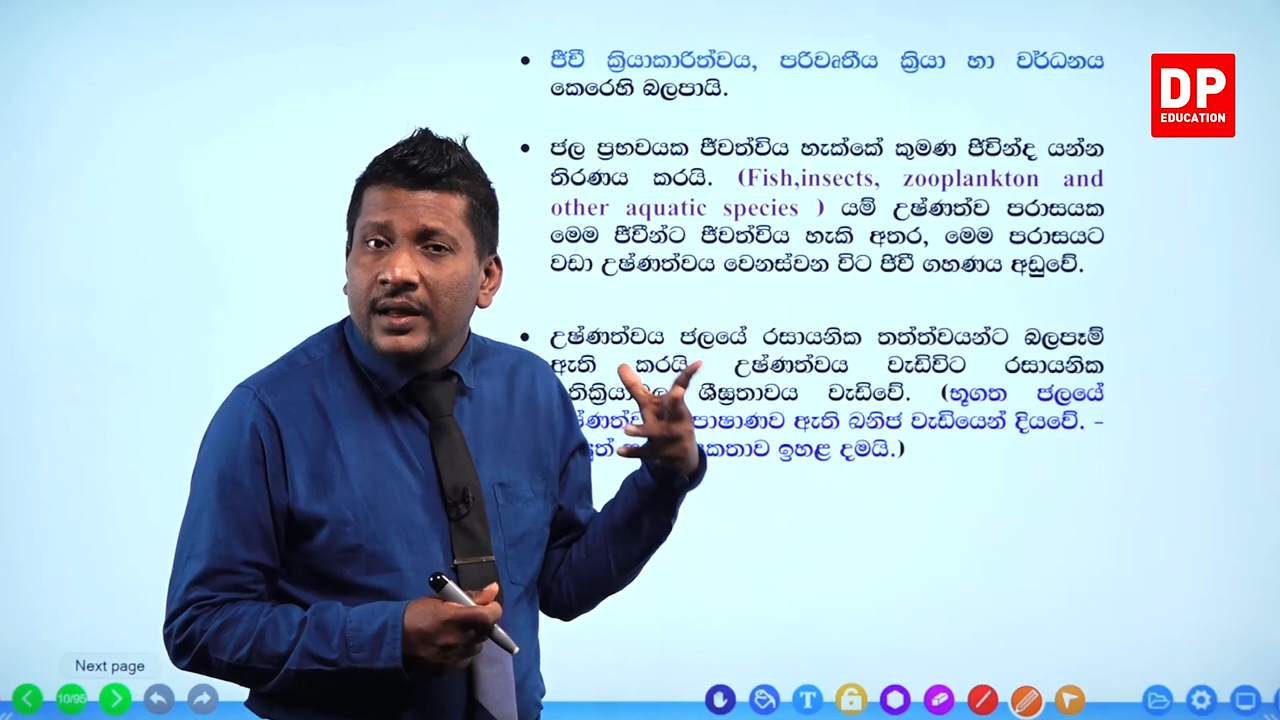 ජීවී ක්‍රියාකාරිත්වය, පරිවෘතීය ක්‍රියා හා වර්ධනය
කෙරෙහි බලපායි.
ජල ප්‍රභවයක ජීවත්විය හැක්කේ කුමණ ජීවින්ද යන්න
තිරණය කරයි. (Fish,insects, zooplankton and
other aquatic species ) යම් උෂ්ණත්ව පරාසයක
මෙම ජීවීන්ට ජීවත්විය හැකි අතර, මෙම පරාසයට
වඩා උෂ්ණත්වය වෙනස්වන විට ජීවී ගහණය අඩුවේ.
උෂ්ණත්වය ජලයේ රසායනික තත්ත්වයන්ට බලපෑම්
ඇති කරයි. උෂ්ණත්වය වැඩිවිට රසායනික
ශීඝ්‍රතාවය වැඩිවේ. (භූගත ජලයේ
පාෂාණව ඇති ඛනිජ වැඩියෙන් දියවේ. -
ඉහළ දමයි.)
DP
EDUCATION
Next page
10/95
T